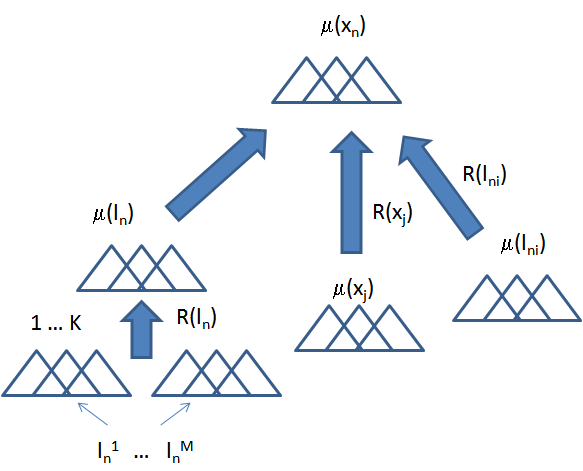 μ(xₙ)
R(Iₙᵢ)
μ(Iₙ)
R(xⱼ)
μ(Iₙᵢ)
μ(xⱼ)
1 ... K
R(Iₙ)
Iₙ¹ ... Iₙᴹ